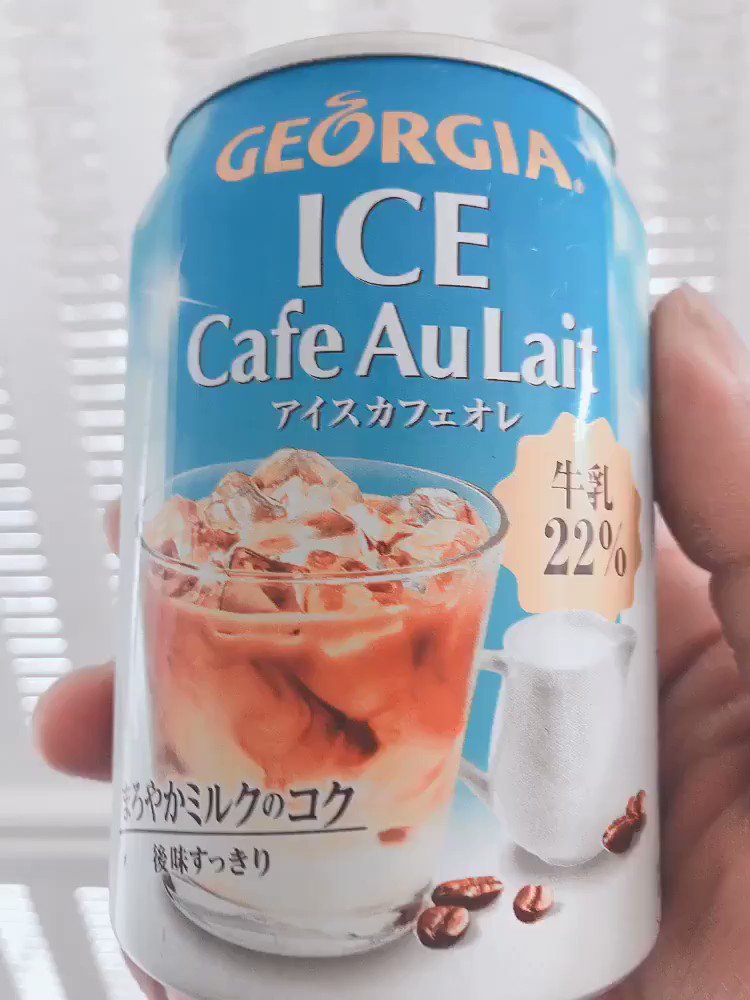 GEORGIA®
ICE
Cafe Au Lait
アイスカフェオレ
牛乳
22%
まろやかミルクのコク
後味すっきり